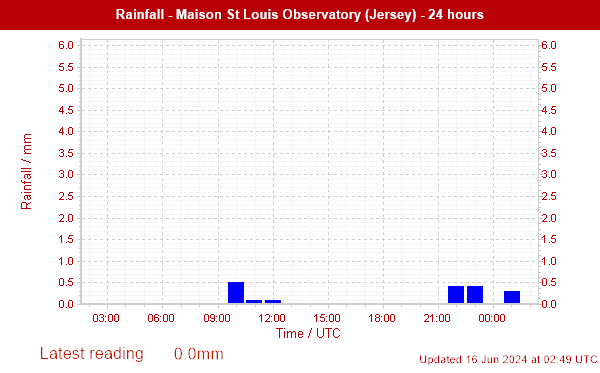 Rainfall - Maison St Louis Observatory (Jersey) - 24 hours
6.0 6.0
5.5 5.5
5.0 5.0
4.5 4.5
4.0 4.0
3.5 3.5
3.0 3.0
2.5 2.5
2.0 2.0
1.5 1.5
1.0 1.0
0.5 0.5
0.0 0.0
Rainfall / mm
03:00 06:00 09:00 12:00 15:00 18:00 21:00 00:00
Time / UTC
Latest reading 0.0mm
Updated 16 Jun 2024 at 02:49 UTC